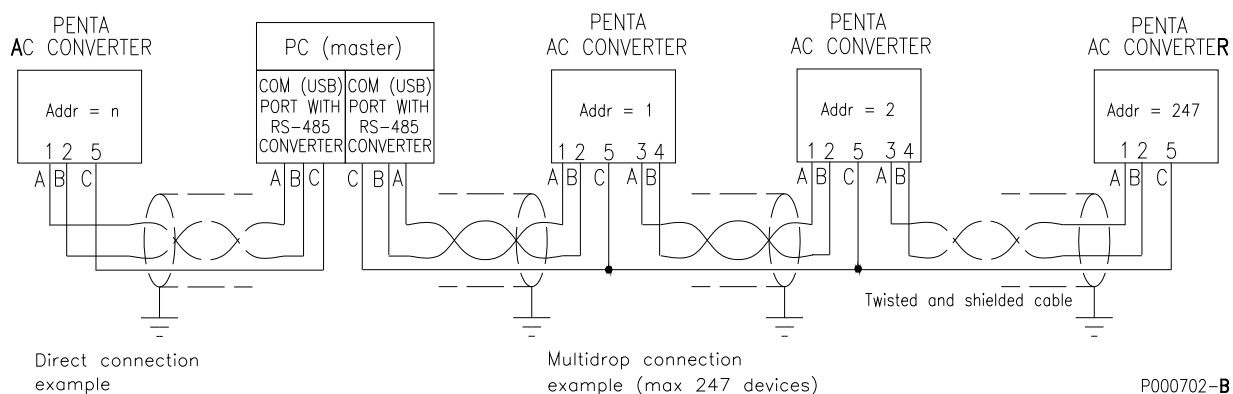 PENTA
AC CONVERTER
Addr = n
1 2 5
A B C
PC (master)
COM (USB)
PORT WITH
RS-485
CONVERTER
COM (USB)
PORT WITH
RS-485
CONVERTER
A B C
C B A
PENTA
AC CONVERTER
Addr = 1
1 2 5 3 4
A B C A B
PENTA
AC CONVERTER
Addr = 2
1 2 5 3 4
A B C A B
PENTA
AC CONVERTER
Addr = 247
1 2 5
A B C
Twisted and shielded cable
Direct connection
example
Multidrop connection
example (max 247 devices)
P000702-B